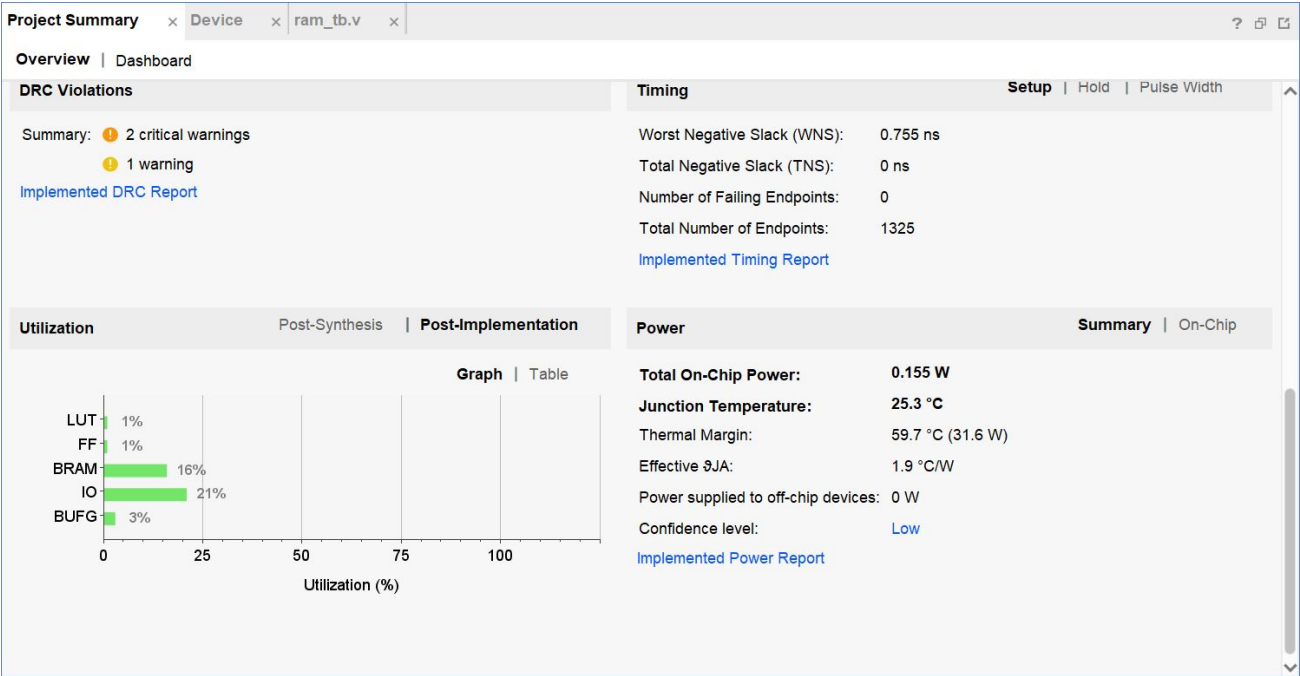 Project Summary × Device × ram_tb.v ×
?
Overview | Dashboard
DRC Violations
Summary: 2 critical warnings
1 warning
Implemented DRC Report
Timing
Setup | Hold | Pulse Width
Worst Negative Slack (WNS): 0.755 ns
Total Negative Slack (TNS): 0 ns
Number of Failing Endpoints: 0
Total Number of Endpoints: 1325
Implemented Timing Report
Utilization
Post-Synthesis | Post-Implementation
Graph | Table
LUT 1%
FF 1%
BRAM 16%
IO 21%
BUFG 3%
0 25 50 75 100
Utilization (%)
Power
Summary | On-Chip
Total On-Chip Power: 0.155 W
Junction Temperature: 25.3 °C
Thermal Margin: 59.7 °C (31.6 W)
Effective ϑJA: 1.9 °C/W
Power supplied to off-chip devices: 0 W
Confidence level: Low
Implemented Power Report